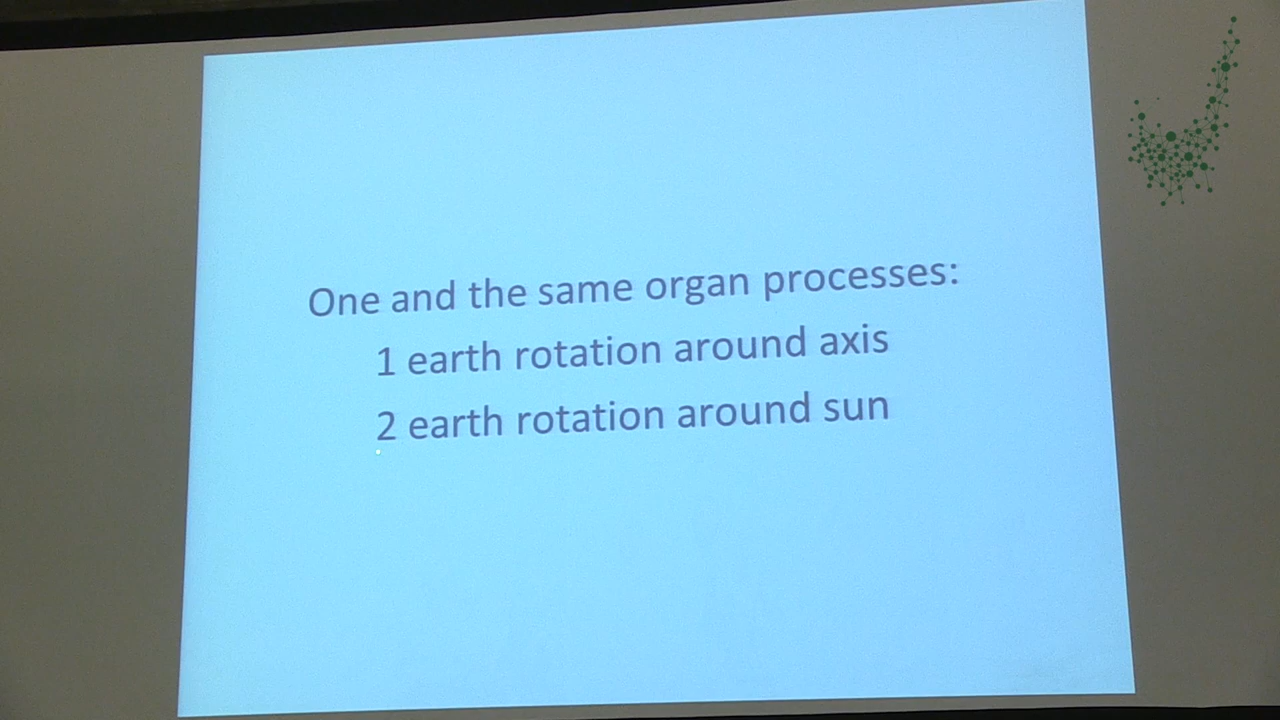 One and the same organ processes:
1 earth rotation around axis
2 earth rotation around sun